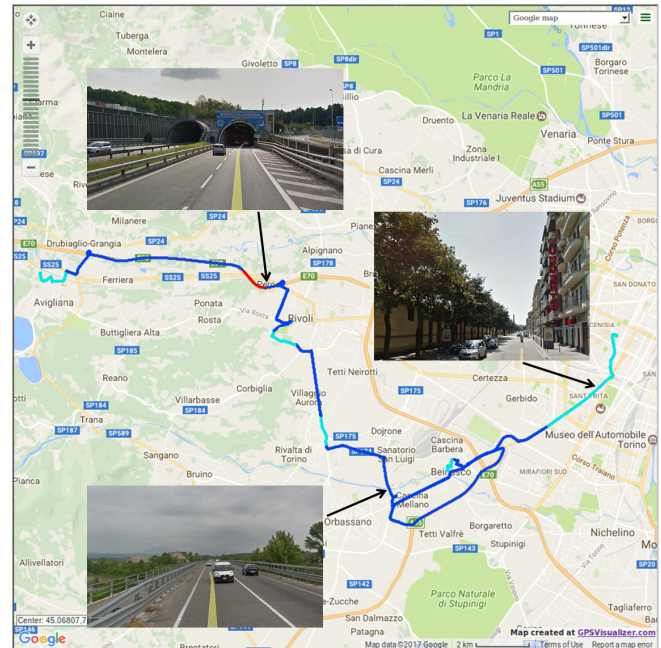 Ciaine
Tuberga
Monterano
Givoletto
SP8
SP8dir
SP1
Google map
SP501dir
SP501
Borgaro
Torinese
Parco La
Mandria
La Venaria Reale
SP501
Venaria
Ponte Stura
Druento
Zona
Industriale I
A55
Cascina Merli
SP24
SP176
Juventus Stadium
Corso Potenza
SP24
Milanere
E70
Drubiaglio-Grangia
SP24
SS25
SS25
SS25
Ferriera
Avigliana
Alpignano
SP178
E70
Ponata
Rosta
Via Rosta
Rivoli
Buttigliera Alta
SP185
SAN DONATO
CENISIA
Reano
SP184
Villarbasse
SP184
Corbiglia
Villaggio
Tetti Neirotti
SP175
Certezza
Gerbido
SANTA RITA
Trana
SP187
SP589
Sangano
Bruino
Rivalta di
Torino
SP175
Dojrone
Sanatorio
San Luigi
Cascina
Barbera
Museo dell'Automobile
Torino
Corso Traiano
MIRAFIORI SUD
E70
Pianca
Cascina
Mellano
Orbassano
Borgaretto
Tetti Valfrè
Stupinigi
SP143
Nichelino
SP20
Allivellatori
SP142
Parco Naturale
di Stupinigi
Tagliaferro
San Dalmazzo
Patagna
Center: 45.06807,7
SP146
Google
Map created at GPSVisualizer.com
Map data ©2017 Google
2 km
Terms of Use
Report a map error